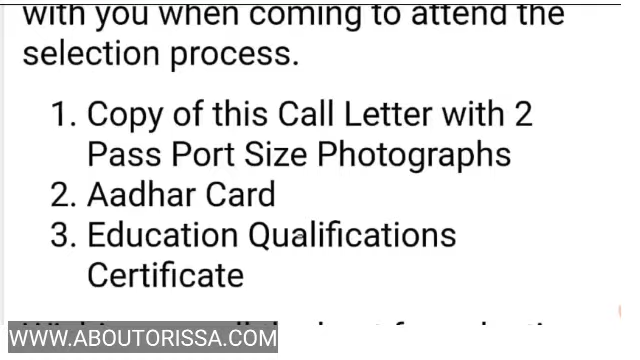 with you when coming to attend the
selection process.
1. Copy of this Call Letter with 2
Pass Port Size Photographs
2. Aadhar Card
3. Education Qualifications
Certificate
WWW.ABOUTORISSA.COM